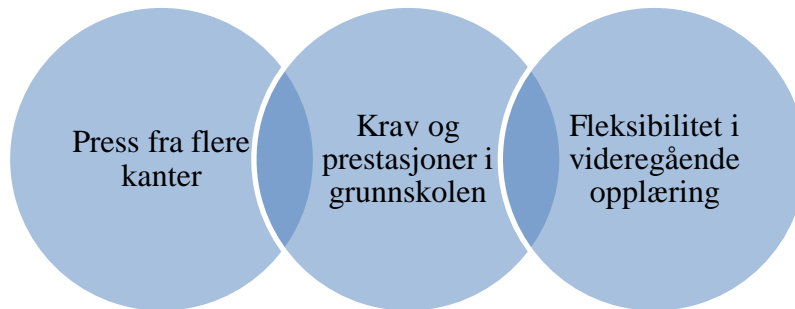 Press fra flere
kanter
Krav og
prestasjoner i
grunnskolen
Fleksibilitet i
videregående
opplæring